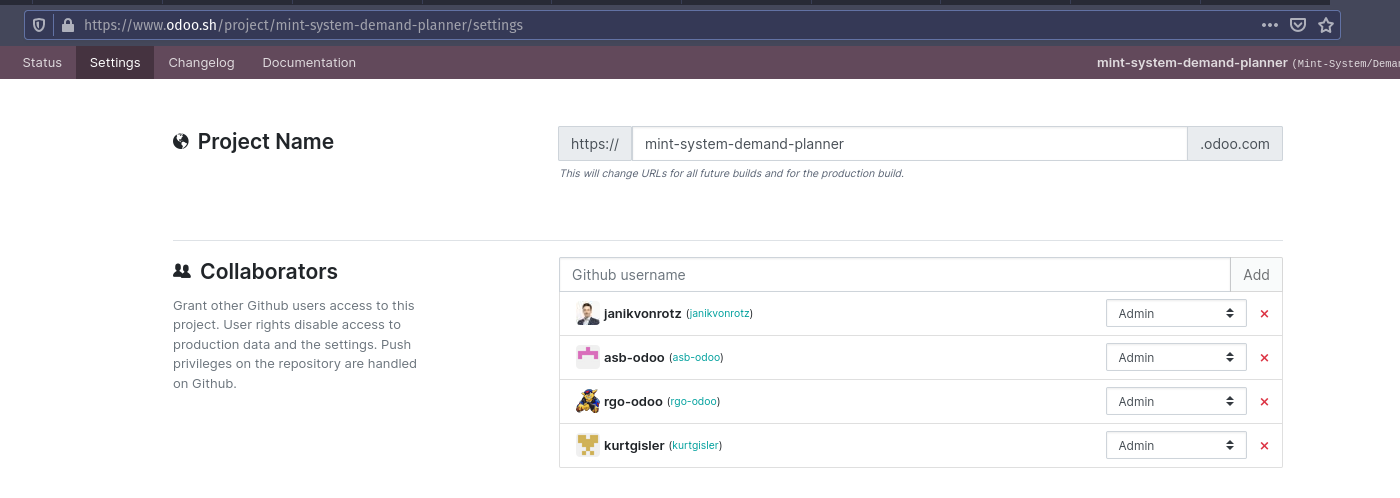 https://www.odoo.sh/project/mint-system-demand-planner/settings
Status Settings Changelog Documentation mint-system-demand-planner (Mint-System/Deman
Project Name https:// mint-system-demand-planner .odoo.com
This will change URLs for all future builds and for the production build.
Collaborators
Grant other Github users access to this
project. User rights disable access to
production data and the settings. Push
privileges on the repository are handled
on Github.
Github username Add
janikvonrotz (janikvonrotz) Admin ×
asb-odoo (asb-odoo) Admin ×
rgo-odoo (rgo-odoo) Admin ×
kurtgisler (kurtgisler) Admin ×